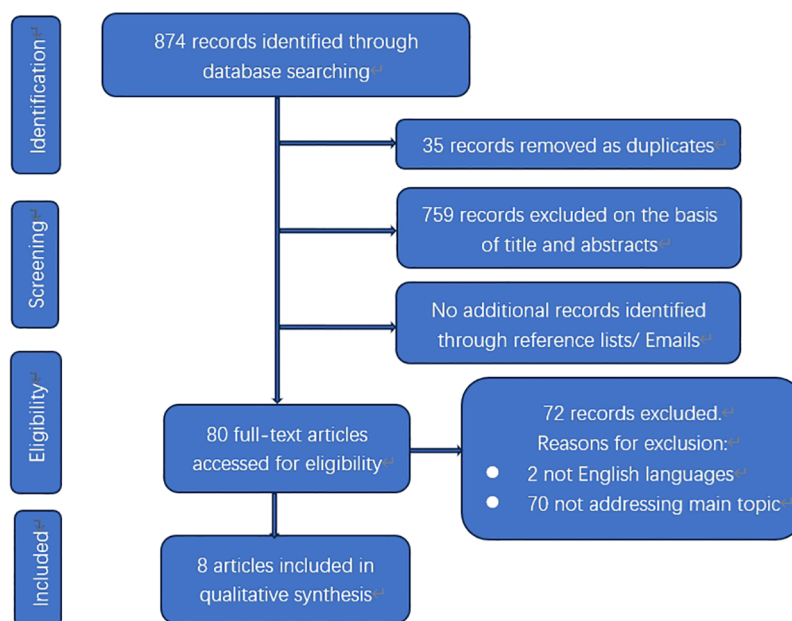 Identification
874 records identified through
database searching
35 records removed as duplicates
Screening
759 records excluded on the basis
of title and abstracts
No additional records identified
through reference lists/ Emails
Eligibility
80 full-text articles
accessed for eligibility
72 records excluded.
Reasons for exclusion:
● 2 not English languages
● 70 not addressing main topic
Included
8 articles included in
qualitative synthesis